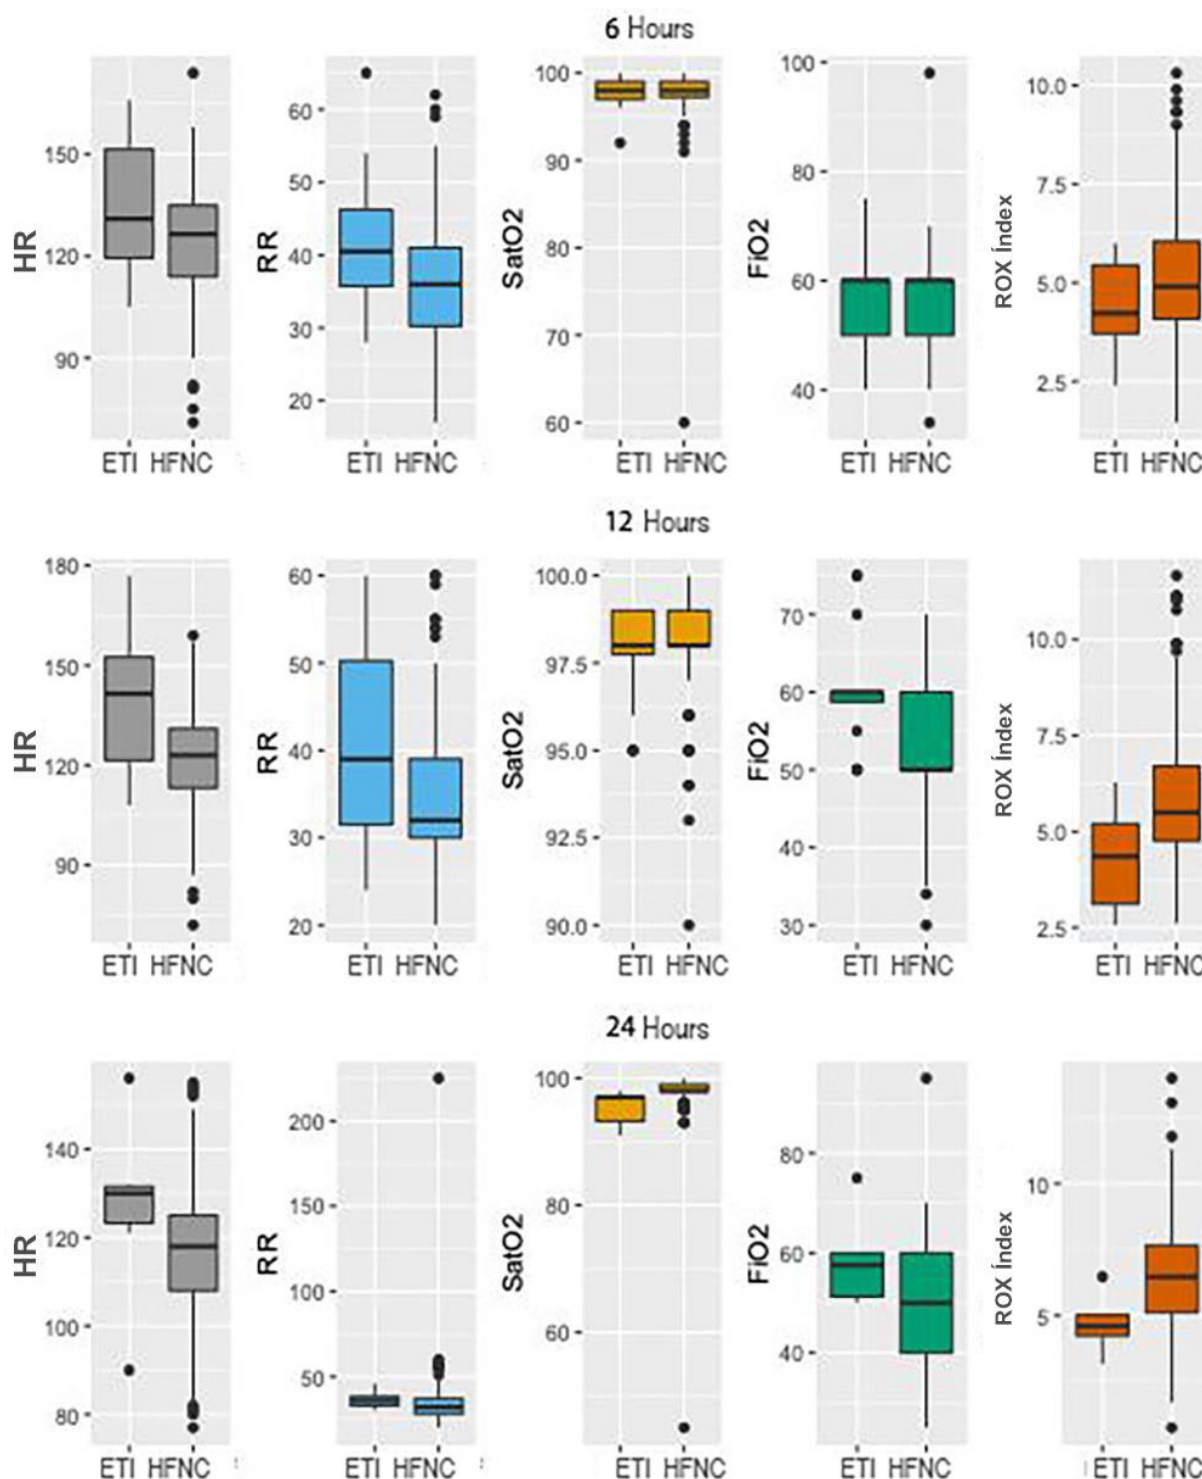 6 Hours
HR
150
120
90
ETI HFNC
RR
60
50
40
30
20
ETI HFNC
SatO2
100
90
80
70
60
ETI HFNC
FiO2
100
80
60
40
ETI HFNC
ROX Índex
10.0
7.5
5.0
2.5
ETI HFNC
12 Hours
HR
180
150
120
90
ETI HFNC
RR
60
50
40
30
20
ETI HFNC
SatO2
100.0
97.5
95.0
92.5
90.0
ETI HFNC
FiO2
70
60
50
40
30
ETI HFNC
ROX Índex
10.0
7.5
5.0
2.5
ETI HFNC
24 Hours
HR
140
120
100
80
ETI HFNC
RR
200
150
100
50
ETI HFNC
SatO2
100
80
60
ETI HFNC
FiO2
80
60
40
ETI HFNC
ROX Índex
10
5
ETI HFNC